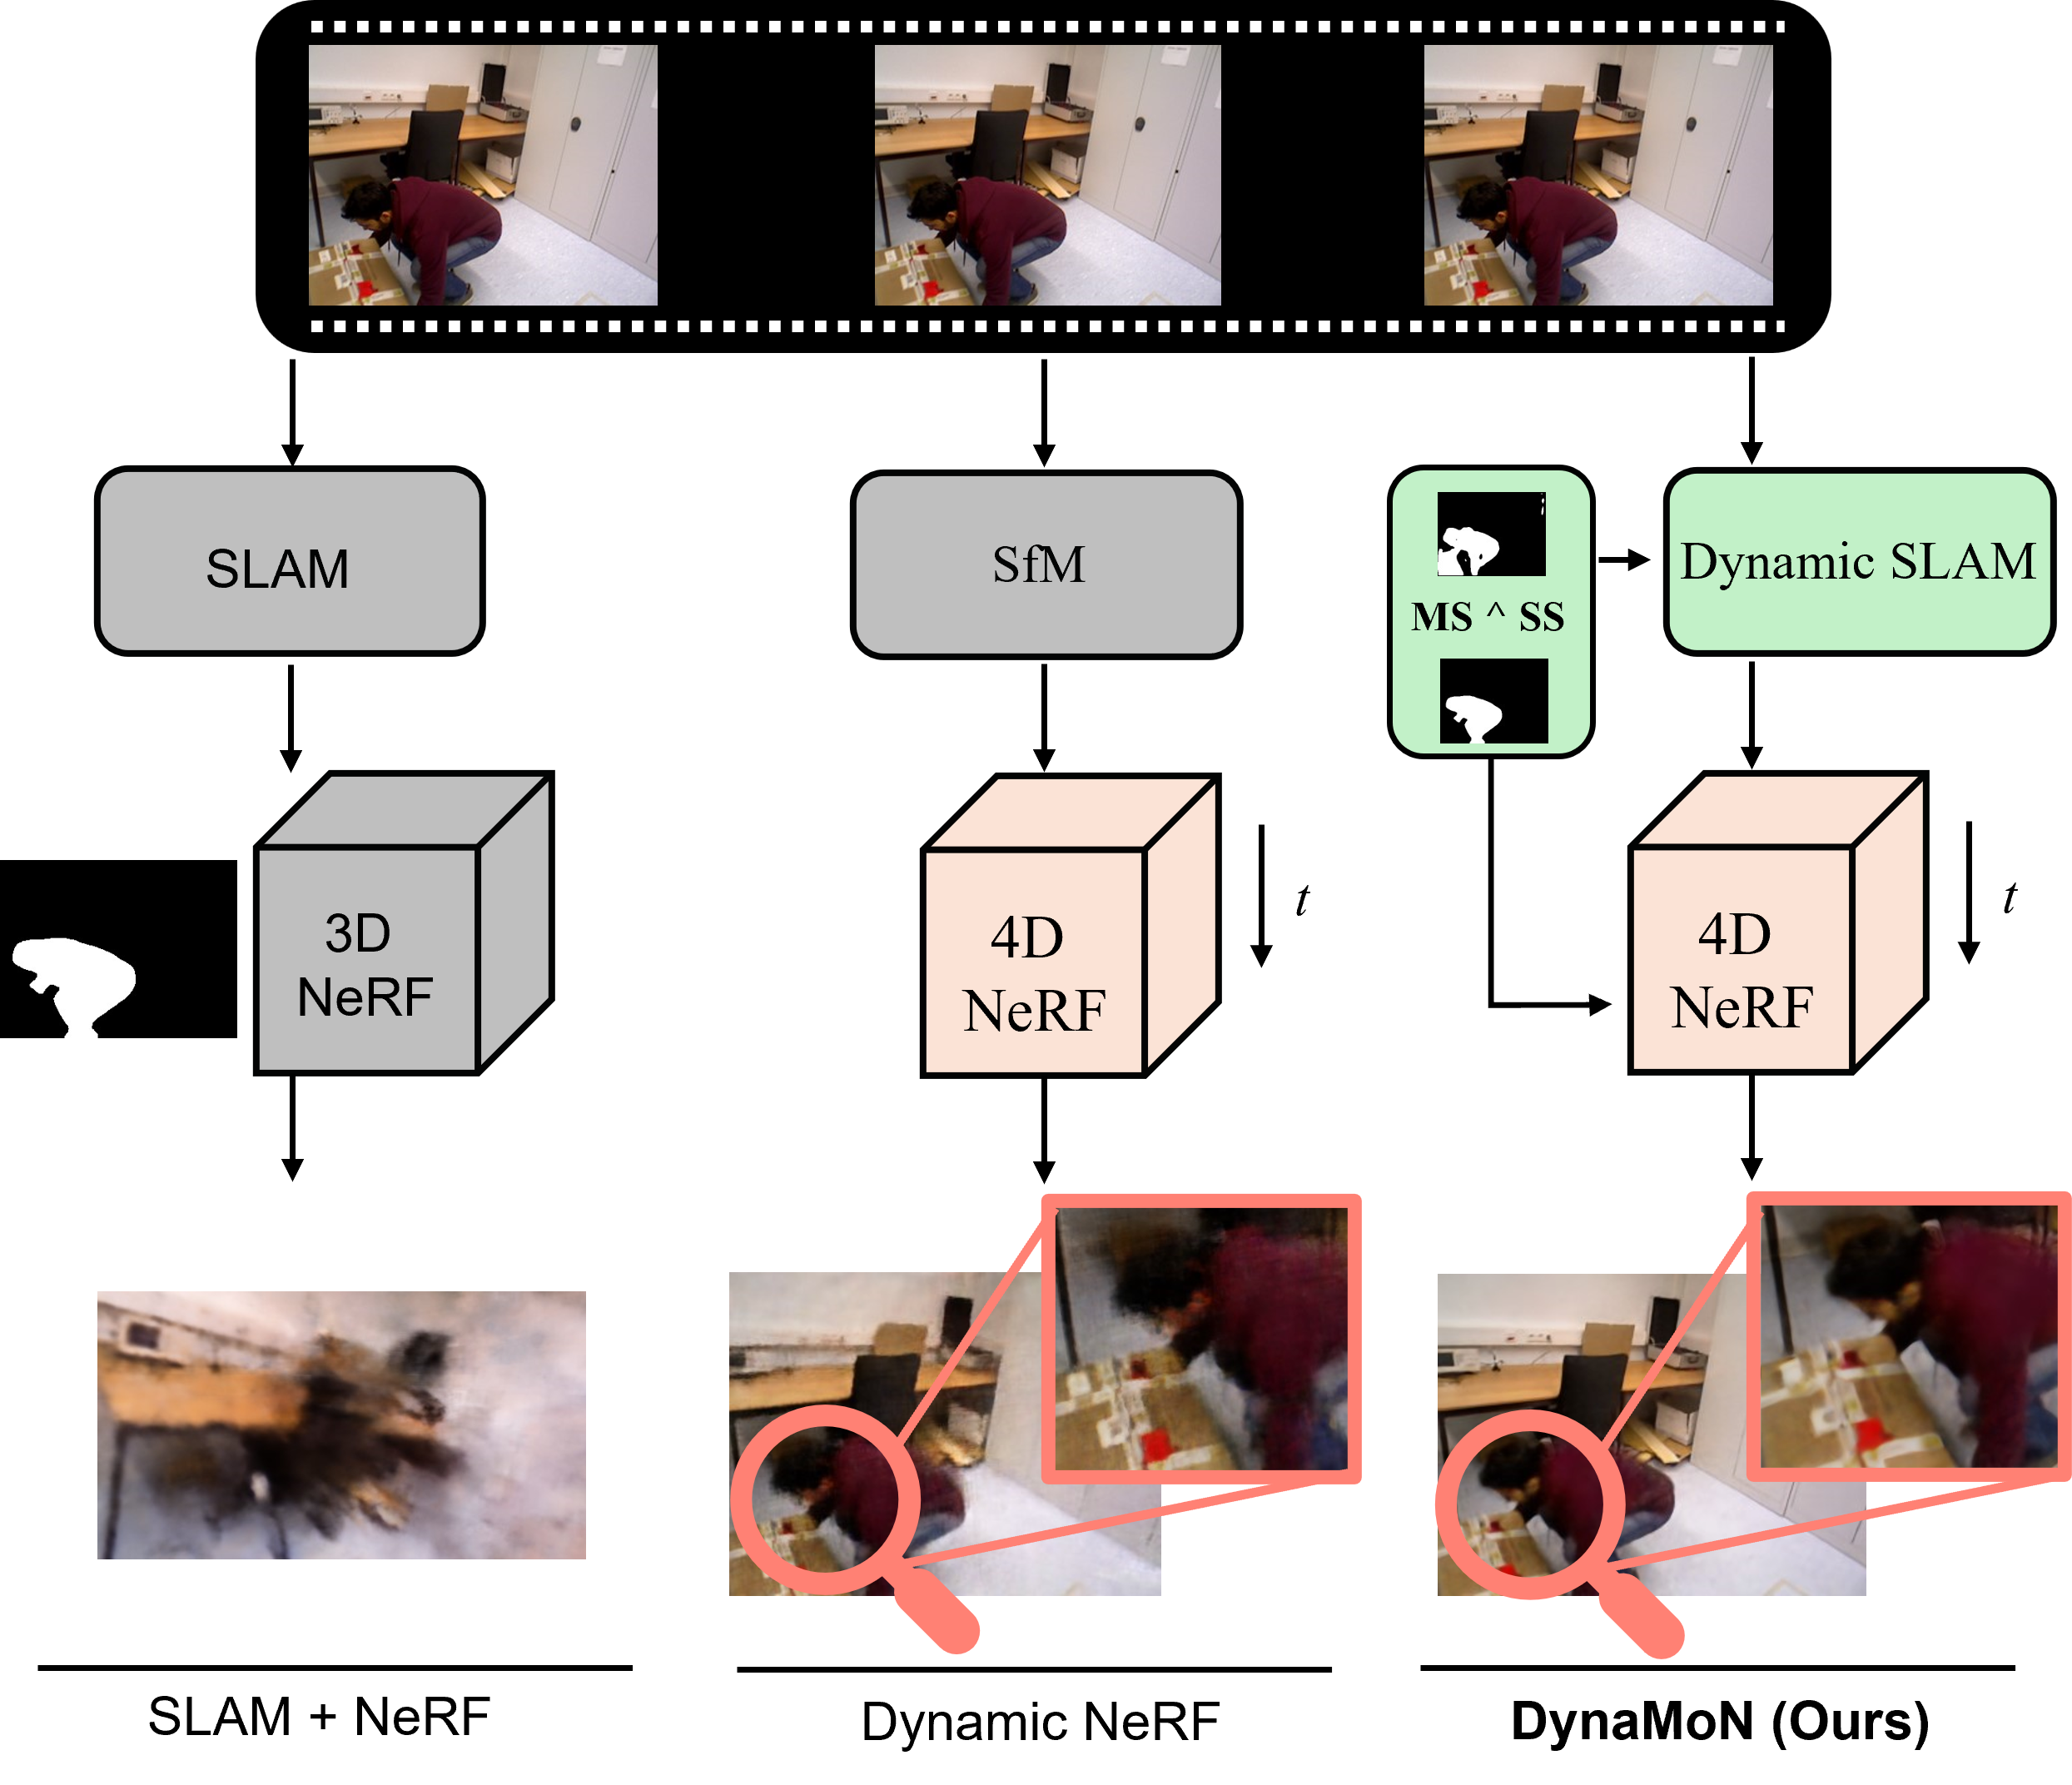 SLAM
SfM
MS ^ SS
Dynamic SLAM
3D
NeRF
4D
NeRF
t
4D
NeRF
t
SLAM + NeRF
Dynamic NeRF
DynaMoN (Ours)